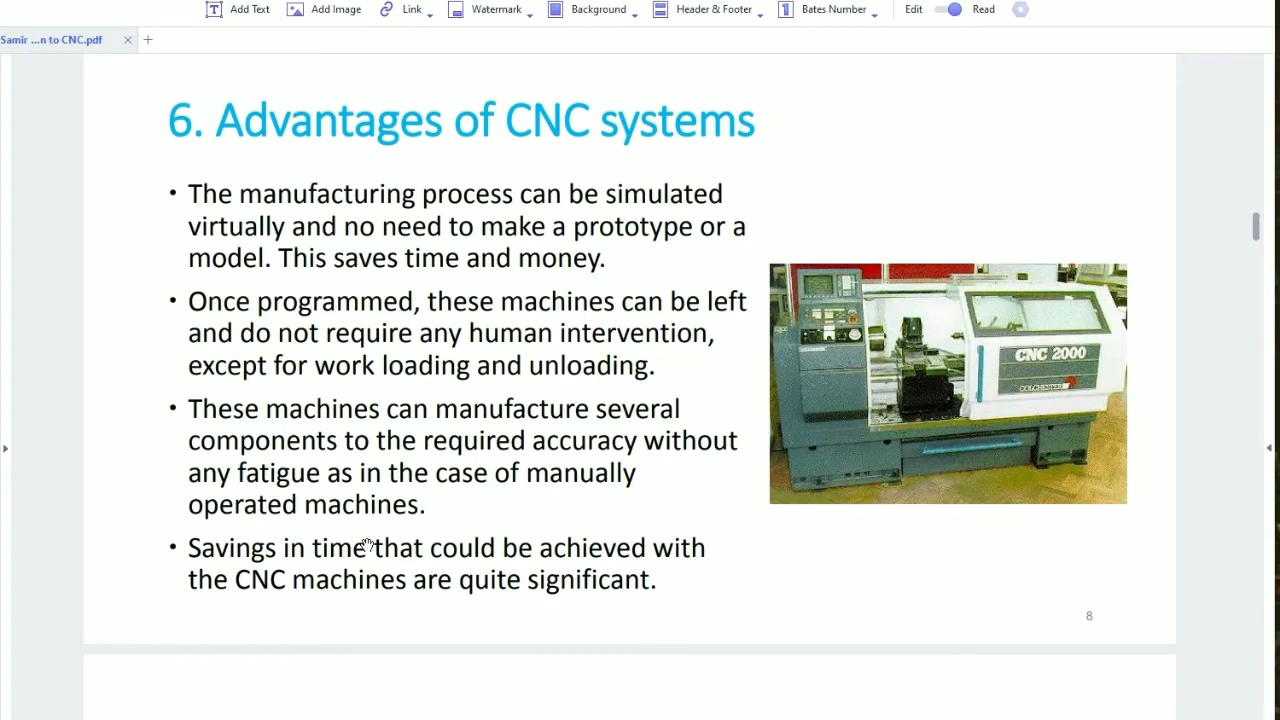 Add Text Add Image Link Watermark Background Header & Footer Bates Number Edit Read
Samir ...n to CNC.pdf
6. Advantages of CNC systems
• The manufacturing process can be simulated
virtually and no need to make a prototype or a
model. This saves time and money.
• Once programmed, these machines can be left
and do not require any human intervention,
except for work loading and unloading.
• These machines can manufacture several
components to the required accuracy without
any fatigue as in the case of manually
operated machines.
• Savings in time that could be achieved with
the CNC machines are quite significant.
CNC 2000
COLCHESTER
8